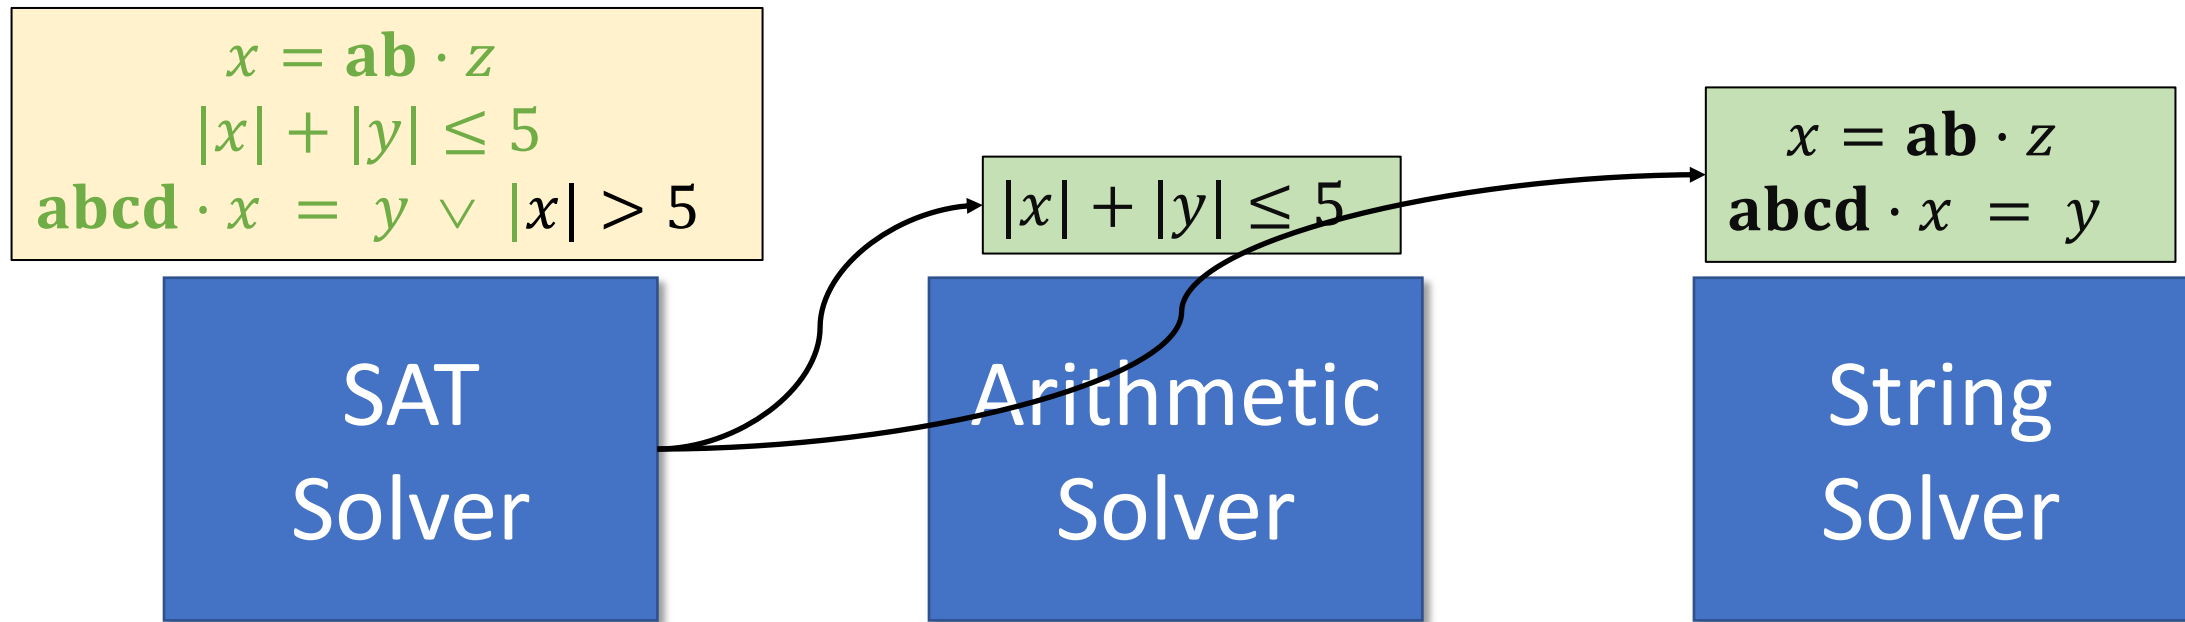 x = ab · z
|x| + |y| ≤ 5
abcd · x = y ∨ |x| > 5
|x| + |y| ≤ 5
x = ab · z
abcd · x = y
SAT
Solver
Arithmetic
Solver
String
Solver